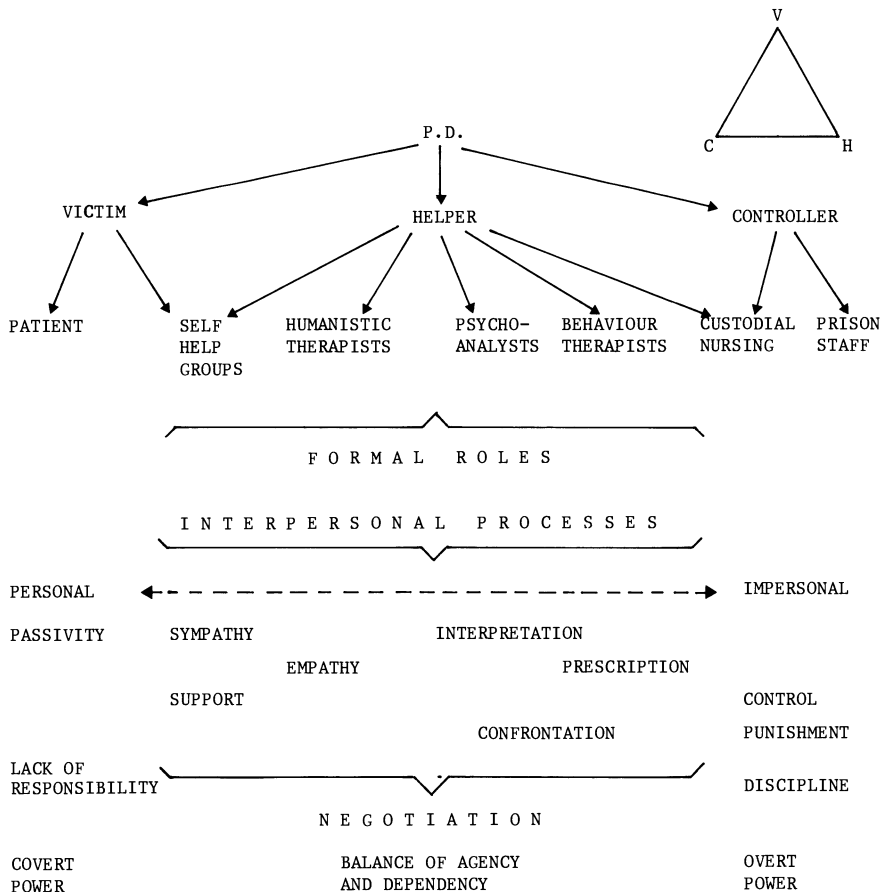 V
P.D.
C H
VICTIM HELPER CONTROLLER
PATIENT SELF HUMANISTIC PSYCHO- BEHAVIOUR CUSTODIAL PRISON
HELP THERAPISTS ANALYSTS THERAPISTS NURSING STAFF
GROUPS
FORMAL ROLES
INTERPERSONAL PROCESSES
PERSONAL IMPERSONAL
PASSIVITY SYMPATHY INTERPRETATION
EMPATHY PRESCRIPTION
SUPPORT CONTROL
CONFRONTATION PUNISHMENT
LACK OF
RESPONSIBILITY DISCIPLINE
NEGOTIATION
COVERT BALANCE OF AGENCY OVERT
POWER AND DEPENDENCY POWER